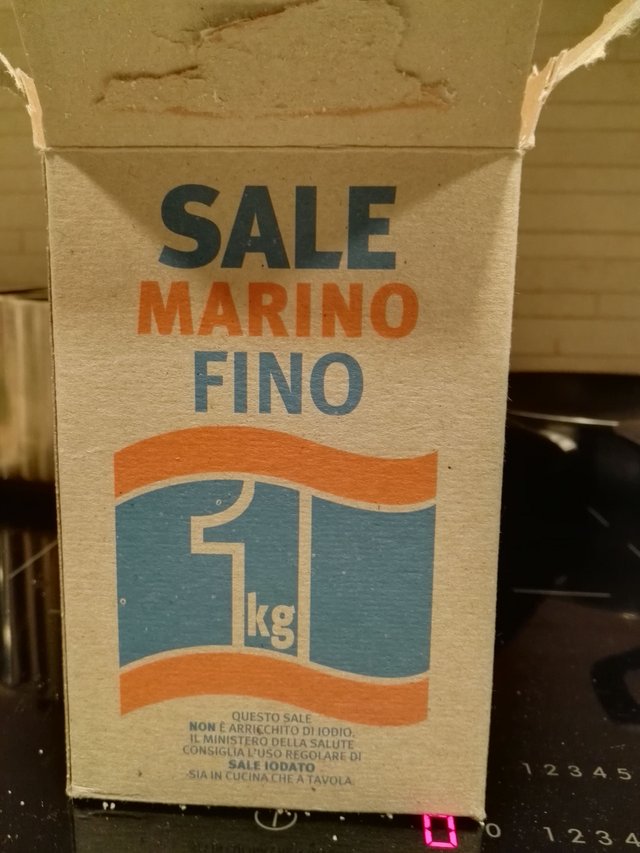 SALE
MARINO
FINO
1
kg
QUESTO SALE
NON È ARRICCHITO DI IODIO.
IL MINISTERO DELLA SALUTE
CONSIGLIA L'USO REGOLARE DI
SALE IODATO
SIA IN CUCINA CHE A TAVOLA.
1 2 3 4 5
0 0 1 2 3 4